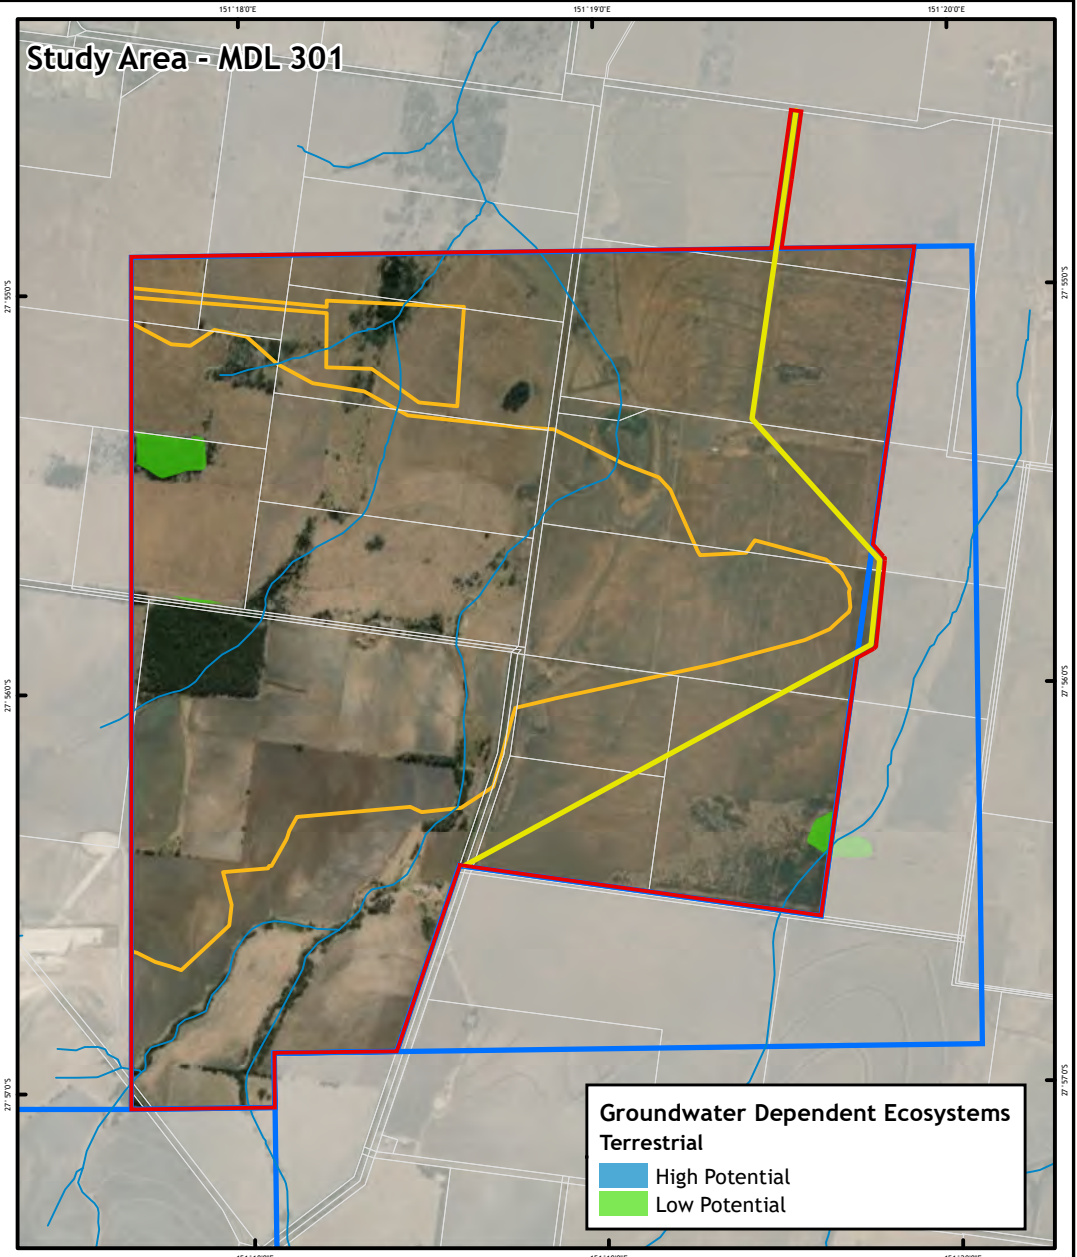 151°18'0"E
151°19'0"E
151°20'0"E
Study Area - MDL 301
27°55'0"S
27°55'0"S
27°56'0"S
27°56'0"S
27°57'0"S
27°57'0"S
Groundwater Dependent Ecosystems
Terrestrial
High Potential
Low Potential